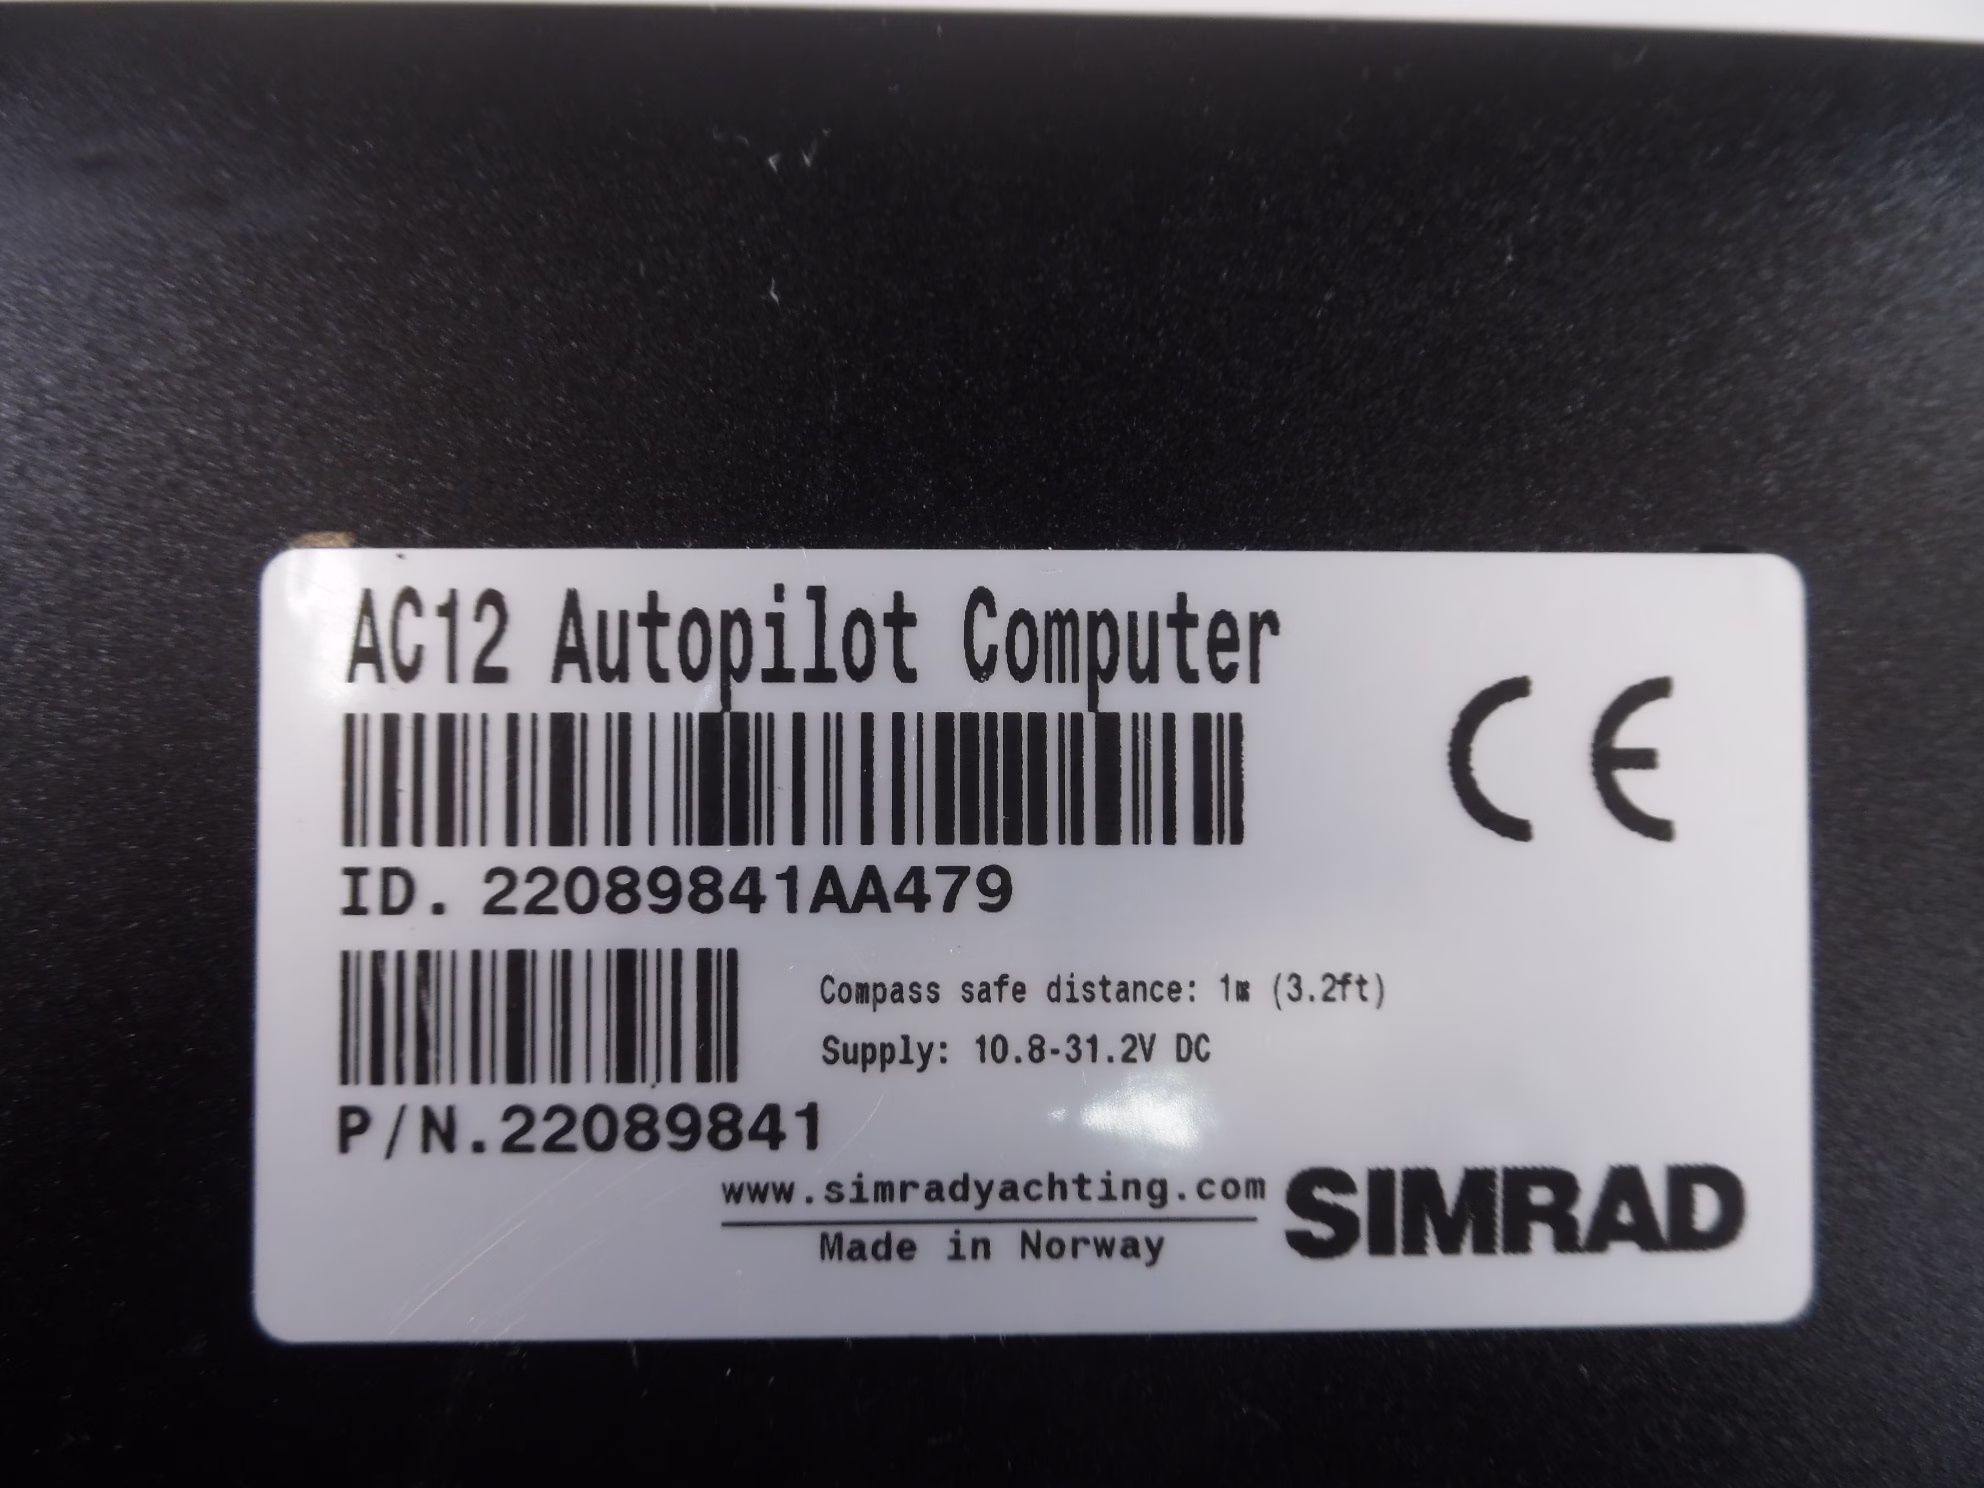 AC12 Autopilot Computer
CE
ID. 22089841AA479
Compass safe distance: 1m (3.2ft)
Supply: 10.8-31.2V DC
P/N.22089841
www.simradyachting.com
Made in Norway
SIMRAD